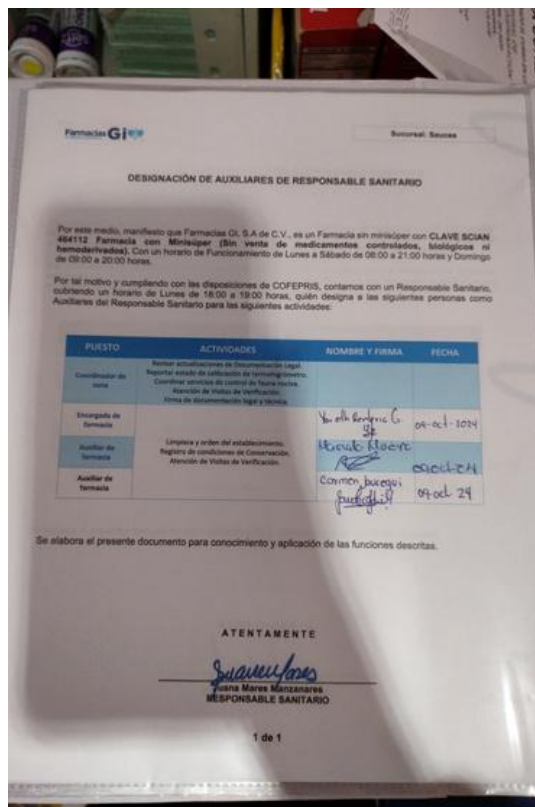 Farmacias Gi
Sucursal: Sauces
DESIGNACIÓN DE AUXILIARES DE RESPONSABLE SANITARIO
Por este medio, manifiesto que Farmacias GI, S.A de C.V., es un Farmacia sin minisúper con CLAVE SCIAN
464112 Farmacia con Minisúper (Sin venta de medicamentos controlados, biológicos ni
hemoderivados). Con un horario de Funcionamiento de Lunes a Sábado de 08:00 a 21:00 horas y Domingo
de 09:00 a 20:00 horas.
Por tal motivo y cumpliendo con las disposiciones de COFEPRIS, contamos con un Responsable Sanitario,
cubriendo un horario de Lunes de 18:00 a 19:00 horas, quién designa a las siguientes personas como
Auxiliares del Responsable Sanitario para las siguientes actividades:
PUESTO ACTIVIDADES NOMBRE Y FIRMA FECHA
Coordinador de zona
Revisar actualizaciones de Documentación Legal.
Reportar estado de calibración de termohigrómetro.
Coordinar servicios de control de fauna nociva.
Atención de Visitas de Verificación.
Firma de documentación legal y técnica.
Encargada de farmacia
09-oct-2024
Auxiliar de farmacia
Limpieza y orden del establecimiento.
Registro de condiciones de Conservación.
Atención de Visitas de Verificación.
Auxiliar de farmacia
Carmen
09-oct 24
Se elabora el presente documento para conocimiento y aplicación de las funciones descritas.
ATENTAMENTE
Juana Mares Manzanares
RESPONSABLE SANITARIO
1 de 1